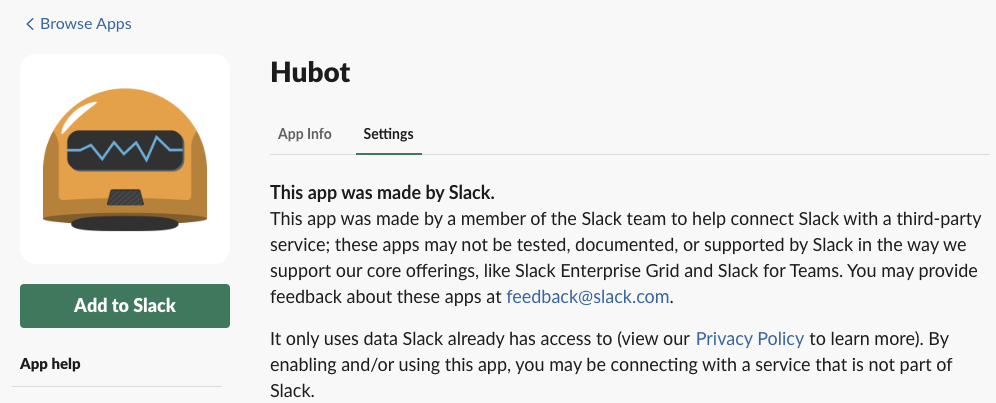 Browse Apps
Hubot
App Info
Settings
This app was made by Slack.
This app was made by a member of the Slack team to help connect Slack with a third-party
service; these apps may not be tested, documented, or supported by Slack in the way we
support our core offerings, like Slack Enterprise Grid and Slack for Teams. You may provide
feedback about these apps at feedback@slack.com.
It only uses data Slack already has access to (view our Privacy Policy to learn more). By
enabling and/or using this app, you may be connecting with a service that is not part of
Slack.
Add to Slack
App help